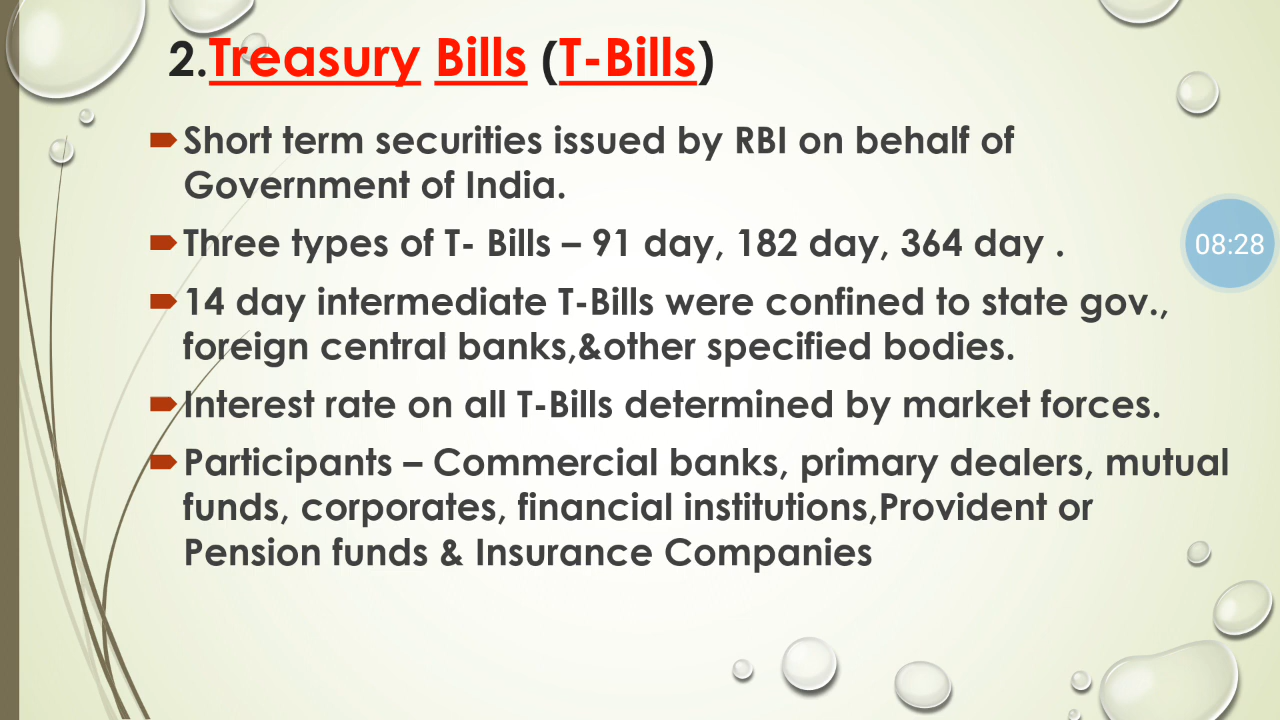 2.Treasury Bills (T-Bills)
Short term securities issued by RBI on behalf of
Government of India.
Three types of T- Bills – 91 day, 182 day, 364 day .
08:28
14 day intermediate T-Bills were confined to state gov.,
foreign central banks,&other specified bodies.
Interest rate on all T-Bills determined by market forces.
Participants – Commercial banks, primary dealers, mutual
funds, corporates, financial institutions,Provident or
Pension funds & Insurance Companies